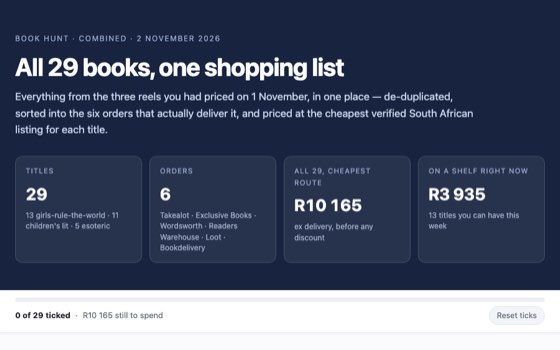 BOOK HUNT · COMBINED · 2 NOVEMBER 2026
All 29 books, one shopping list
Everything from the three reels you had priced on 1 November, in one place — de-duplicated,
sorted into the six orders that actually deliver it, and priced at the cheapest verified South African
listing for each title.
TITLES
29
13 girls-rule-the-world · 11
children's lit · 5 esoteric
ORDERS
6
Takealot · Exclusive Books ·
Wordsworth · Readers
Warehouse · Loot ·
Bookdelivery
ALL 29, CHEAPEST
ROUTE
R10 165
ex delivery, before any
discount
ON A SHELF RIGHT NOW
R3 935
13 titles you can have this
week
0 of 29 ticked · R10 165 still to spend
Reset ticks